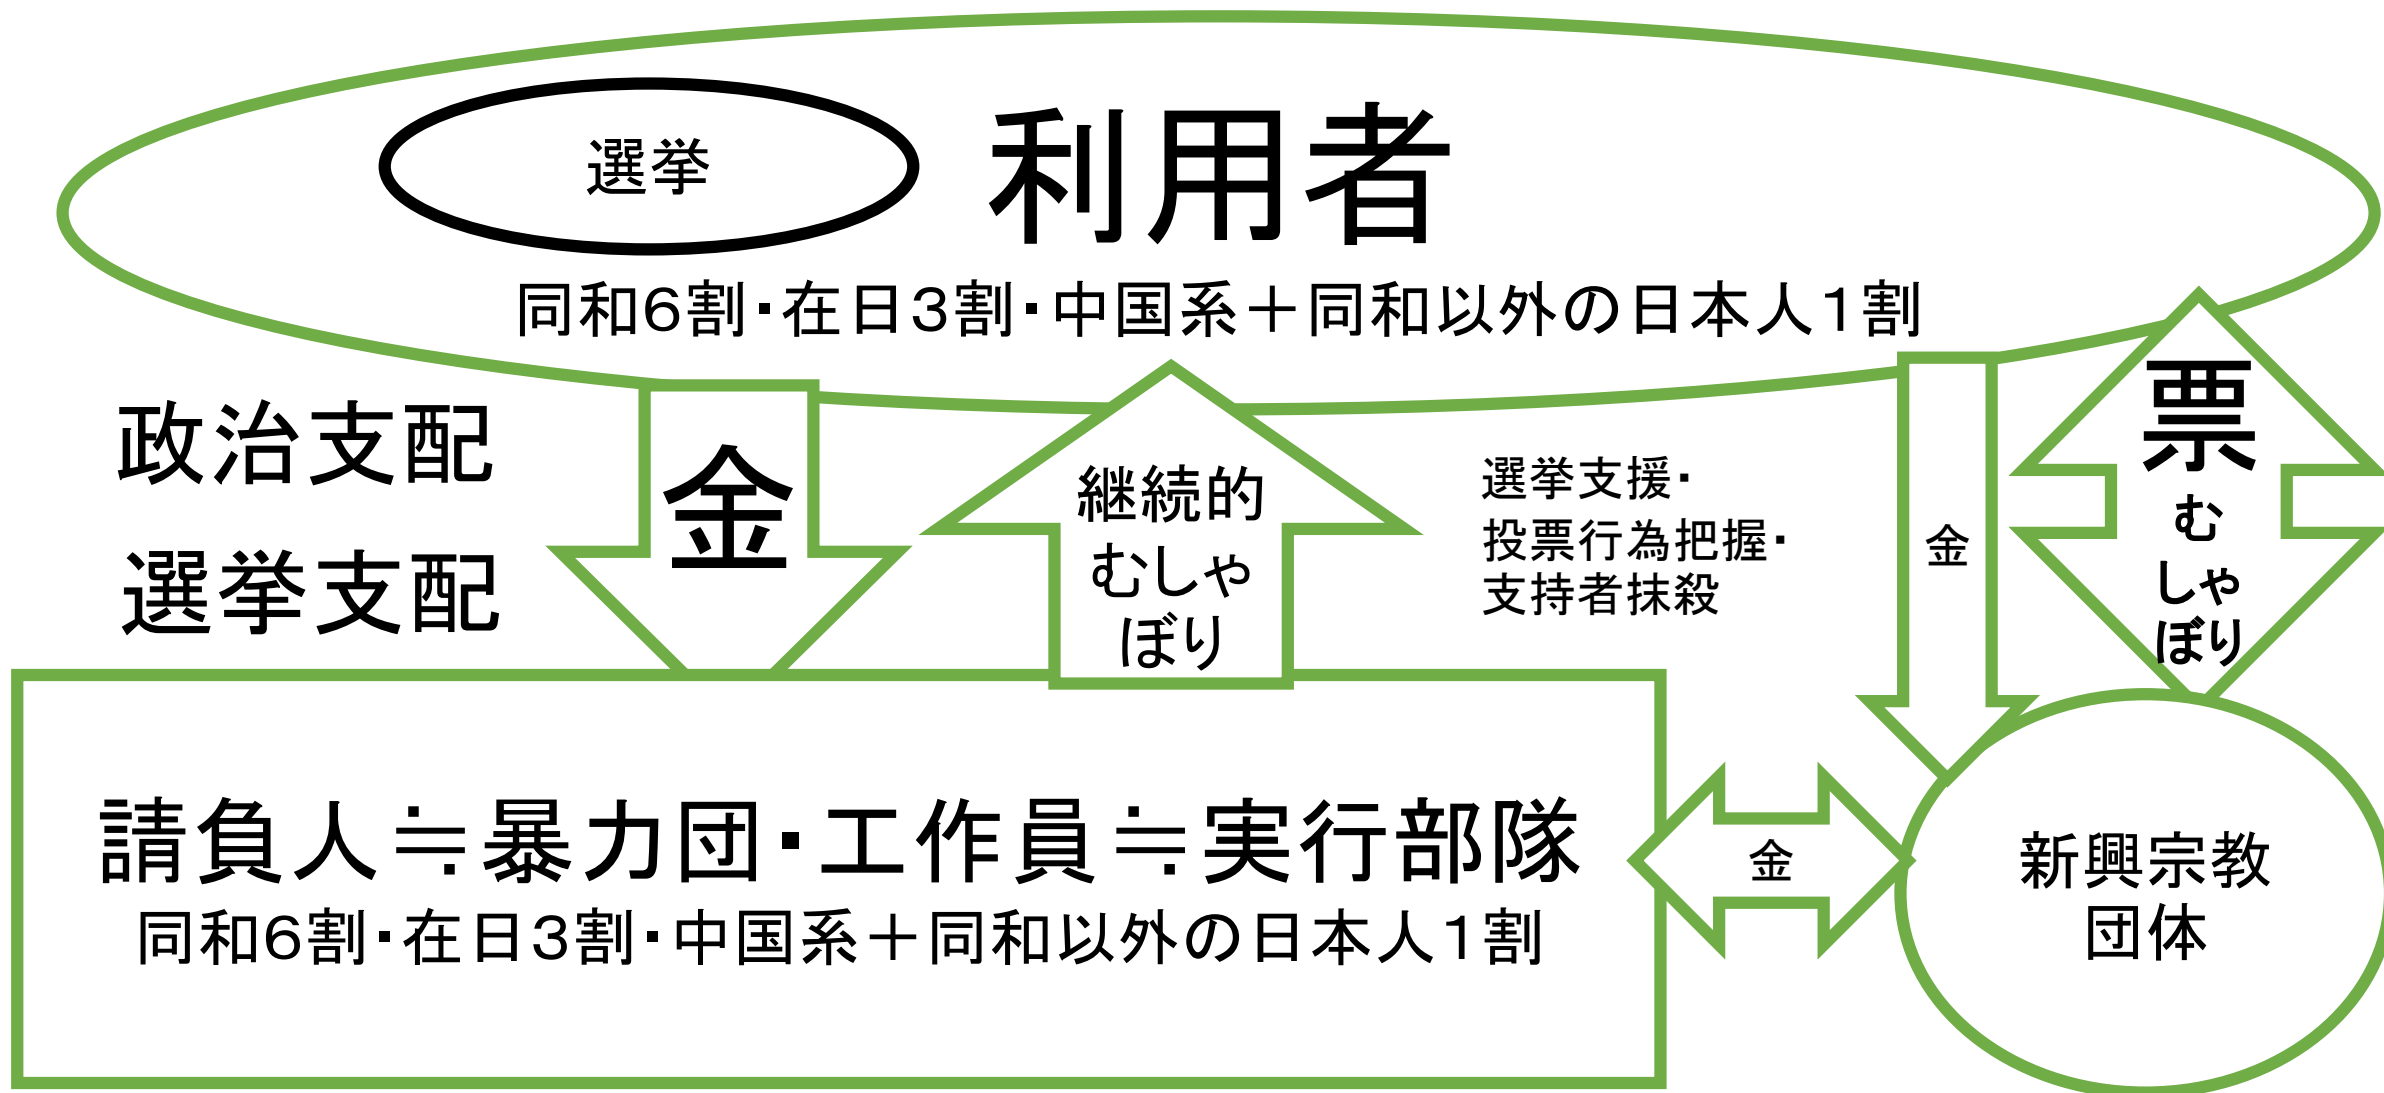 選挙
利用者
同和6割・在日3割・中国系＋同和以外の日本人1割
政治支配
選挙支配
金
継続的
むしゃ
ぼり
選挙支援・
投票行為把握・
支持者抹殺
金
票
む
しゃ
ぼり
請負人≒暴力団・工作員≒実行部隊
同和6割・在日3割・中国系＋同和以外の日本人1割
金
新興宗教
団体